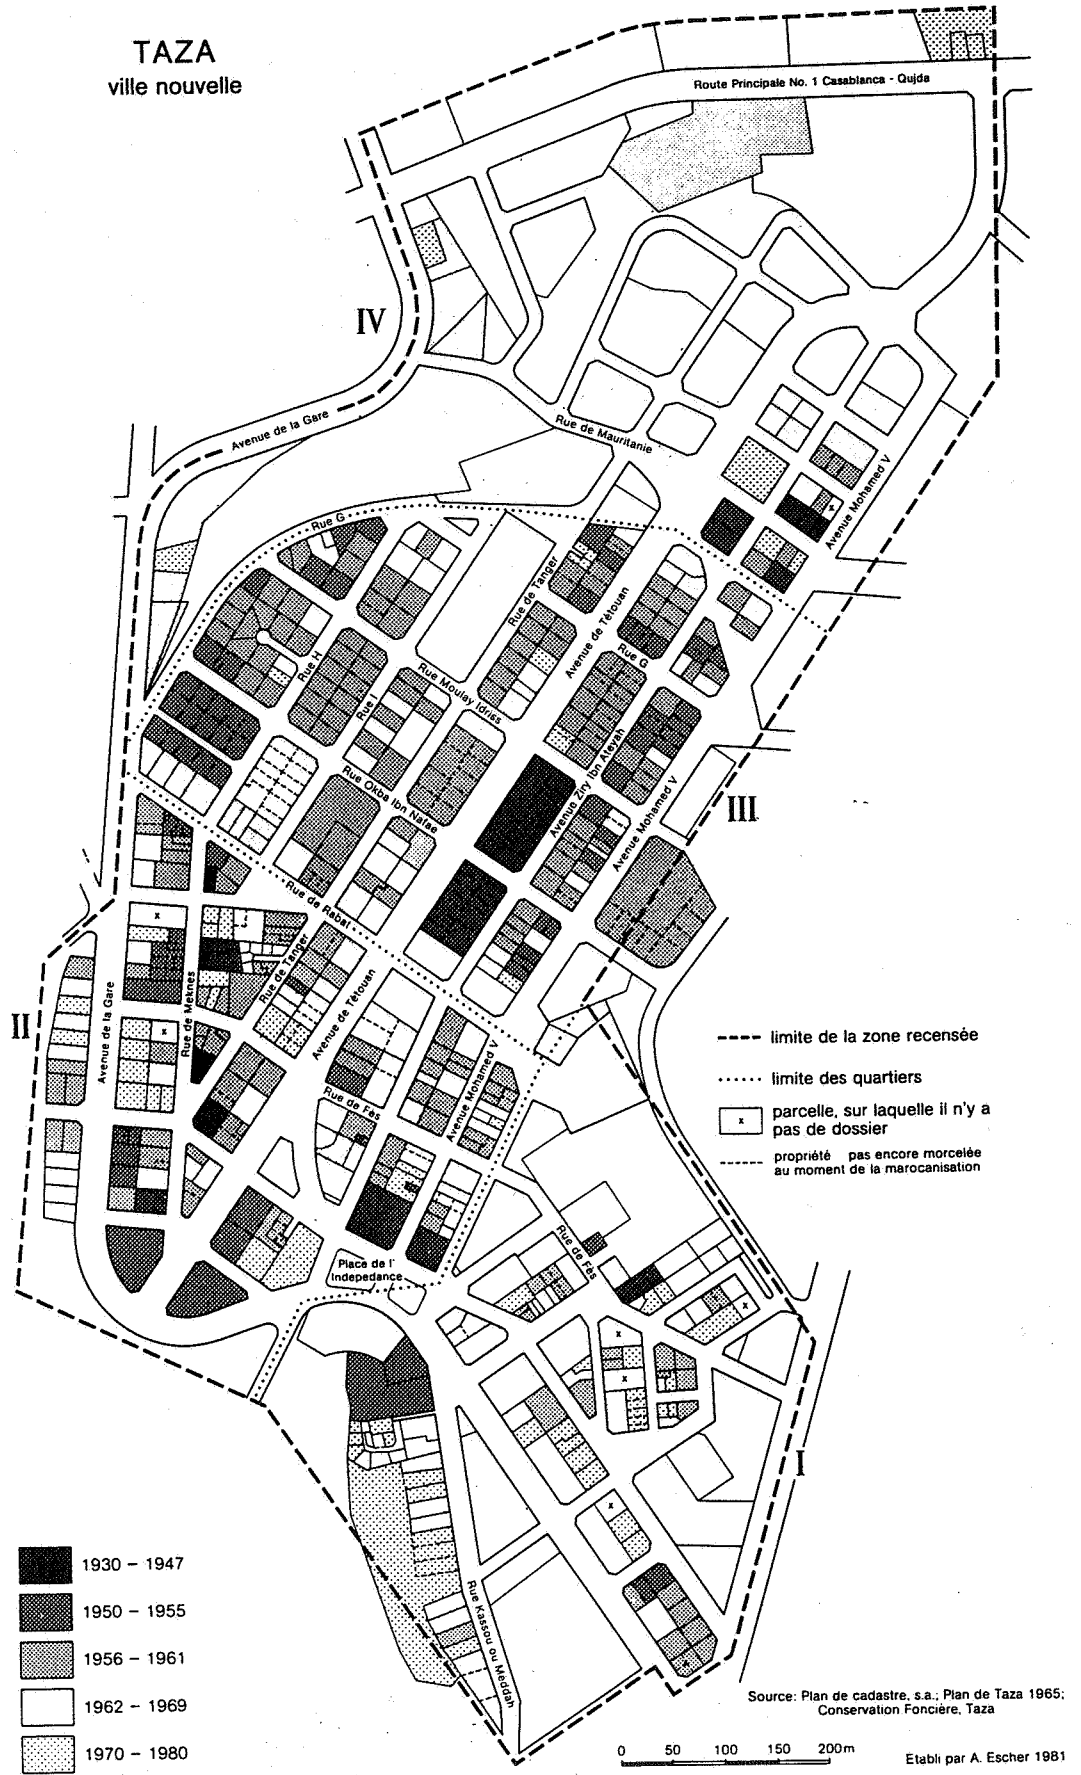 TAZA
ville nouvelle
Route Principale No. 1 Casablanca - Qujda
IV
Avenue de la Gare
Rue de Mauritanie
Avenue Mohamed V
Rue G
Rue de Tanger
Avenue de Tétouan
Rue G
Rue H
Rue I
Rue Moulay Idriss
Rue Okba Ibn Nafae
Avenue Ziry Ibn Ateyah
Avenue Mohamed V
III
Rue de Rabat
x
Rue de Tanger
Rue de Meknes
Avenue de la Gare
Avenue de Tétouan
II
x
Avenue Mohamed V
Rue de Fès
limite de la zone recensée
limite des quartiers
x
parcelle, sur laquelle il n'y a
pas de dossier
propriété pas encore morcelée
au moment de la marocanisation
Place de l'
Indepedance
Rue de Fès
x
x
x
x
x
x
I
Rue Kassou ou Méddah
1930 – 1947
1950 – 1955
1956 – 1961
1962 – 1969
1970 – 1980
Source: Plan de cadastre, s.a.; Plan de Taza 1965;
Conservation Foncière, Taza
0 50 100 150 200m
Etabli par A. Escher 1981